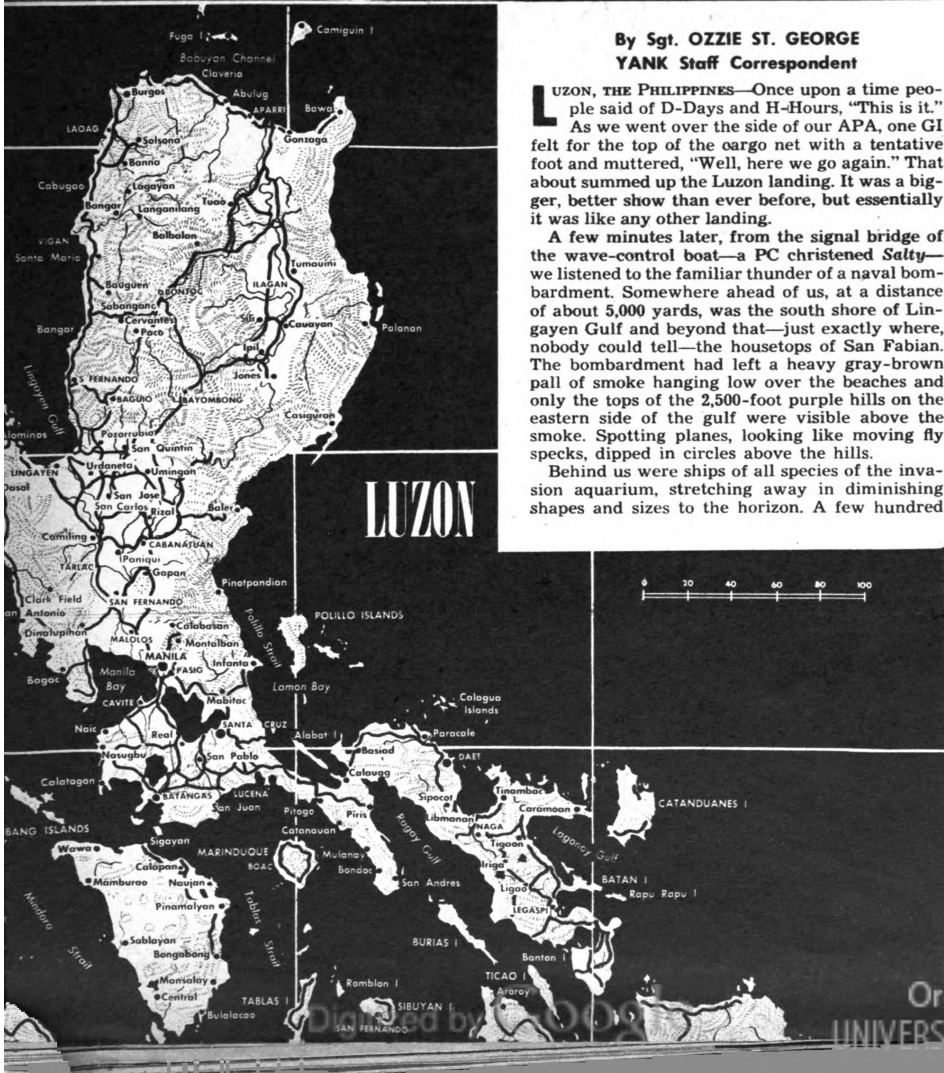 By Sgt. OZZIE ST. GEORGE
YANK Staff Correspondent
LUZON, THE PHILIPPINES—Once upon a time peo-
ple said of D-Days and H-Hours, “This is it.”
As we went over the side of our APA, one GI
felt for the top of the cargo net with a tentative
foot and muttered, “Well, here we go again.” That
about summed up the Luzon landing. It was a big-
ger, better show than ever before, but essentially
it was like any other landing.
A few minutes later, from the signal bridge of
the wave-control boat—a PC christened Salty—
we listened to the familiar thunder of a naval bom-
bardment. Somewhere ahead of us, at a distance
of about 5,000 yards, was the south shore of Lin-
gayen Gulf and beyond that—just exactly where,
nobody could tell—the housetops of San Fabian.
The bombardment had left a heavy gray-brown
pall of smoke hanging low over the beaches and
only the tops of the 2,500-foot purple hills on the
eastern side of the gulf were visible above the
smoke. Spotting planes, looking like moving fly
specks, dipped in circles above the hills.
Behind us were ships of all species of the inva-
sion aquarium, stretching away in diminishing
shapes and sizes to the horizon. A few hundred
LUZON
0 20 40 60 80 100
Fuga I
Camiguin I
Babuyan Channel
Claveria
Burgos
Abulug
APARRI
Bawa
LAOAG
Solsona
Gonzaga
Banna
Cabugao
Lagayan
Bangar
Langanilang
Tuao
Balbalan
VIGAN
Santa Maria
Tumauini
Bauguen
BONTOC
ILAGAN
Sabangane
Cervantes
Paco
Sili
Cauayan
Palanan
Bangar
Ipil
Jones
Lingayen Gulf
S FERNANDO
BAGUIO
BAYOMBONG
Casiguran
Alominos
Pozorrubio
San Quintin
LINGAYEN
Urdaneta
Umingan
Dasol
San Jose
San Carlos
Rizal
Baler
Camiling
CABANATUAN
Paniqui
TARLAC
Gapan
Pinotpandian
Clark Field
SAN FERNANDO
an Antonio
POLILLO ISLANDS
Dinalupihan
Calabasan
Polillo Strait
MALOLOS
Montalban
MANILA
Infanta
PASIG
Bagac
Manila
Bay
Lamon Bay
Mabitac
CAVITE
Calagua
Islands
Naic
Real
SANTA CRUZ
Alabat I
Paracale
Nasugbu
San Pablo
Basiad
DAET
Calatagan
Calauag
BATANGAS
LUCENA
San Juan
Sipocot
Tinambac
CATANDUANES I
Pitogo
Piris
Libmanan
Caramoan
BANG ISLANDS
Sigayan
Catanauan
NAGA
Tigaon
Ragay Gulf
Lagonoy Gulf
Wawa
MARINDUQUE
Mulanay
Calapan
BOAC
Bondoc
Iriga
BATAN I
Mamburao
Naujan
San Andres
Ligao
Rapu Rapu I
Pinamalyan
LEGASPI
Mindoro Strait
Tablas Strait
Sablayan
BURIAS I
Bongabong
Banton I
Mansalay
Romblon I
TICAO I
Central
Aroroy
TABLAS I
SIBUYAN I
Bulalacao
SAN FERNANDO
Digitized by Google
Or
UNIVERS